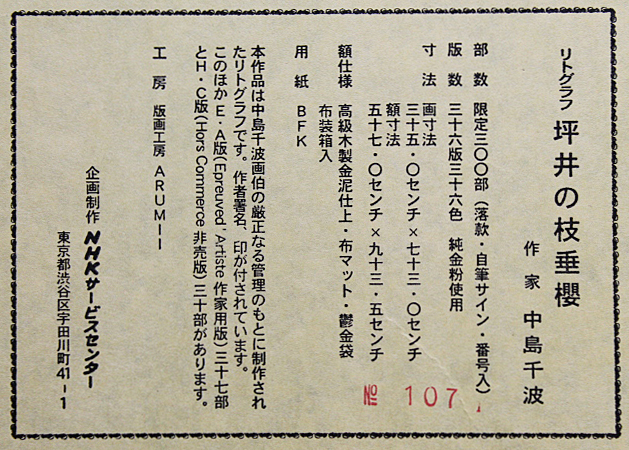 リトグラフ 坪井の枝垂櫻
作家 中島千波
部数 限定三〇〇部（落款・自筆サイン・番号入）
版数 三十六版三十六色 純金粉使用
寸法 画寸法
三十五・〇センチ×七十三・〇センチ
額寸法
五十七・〇センチ×九十三・五センチ
額仕様 高級木製金泥仕上・布マット・鬱金袋
布装箱入
用紙 BFK
№ 107
本作品は中島千波画伯の厳正なる管理のもとに制作され
たリトグラフです。作者署名、印が付されています。
このほかE・A版(Epreuved' Artiste 作家用版)三十七部
とH・C版(Hors Commerce 非売版)三十部があります。
工房 版画工房 ARUMII
企画制作 NHKサービスセンター
東京都渋谷区宇田川町41-1